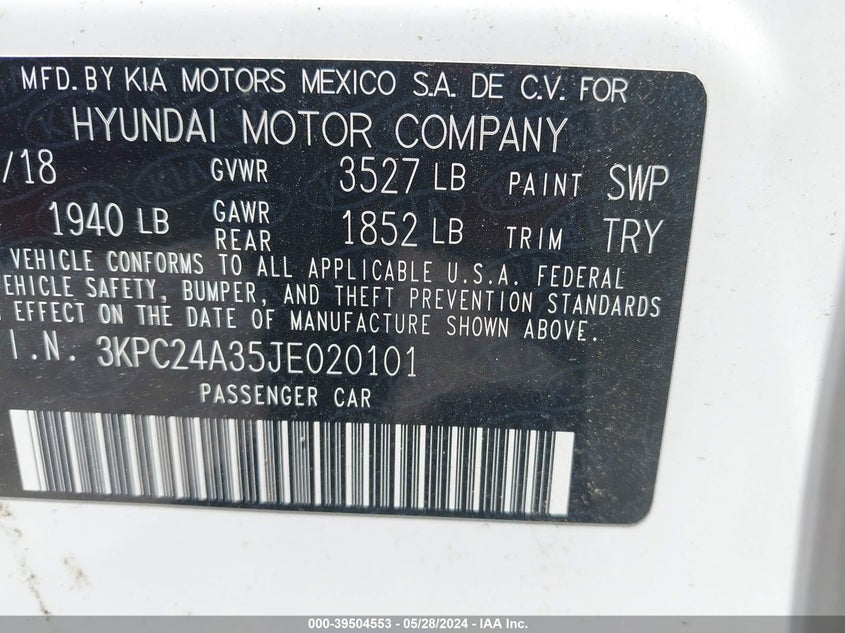 MFD. BY KIA MOTORS MEXICO S.A. DE C.V. FOR
HYUNDAI MOTOR COMPANY
/18 GVWR 3527 LB PAINT SWP
1940 LB GAWR REAR 1852 LB TRIM TRY
VEHICLE CONFORMS TO ALL APPLICABLE U.S.A. FEDERAL
EHICLE SAFETY, BUMPER, AND THEFT PREVENTION STANDARDS
EFFECT ON THE DATE OF MANUFACTURE SHOWN ABOVE.
I.N. 3KPC24A35JE020101
PASSENGER CAR
000-39504553 - 05/28/2024 - IAA Inc.